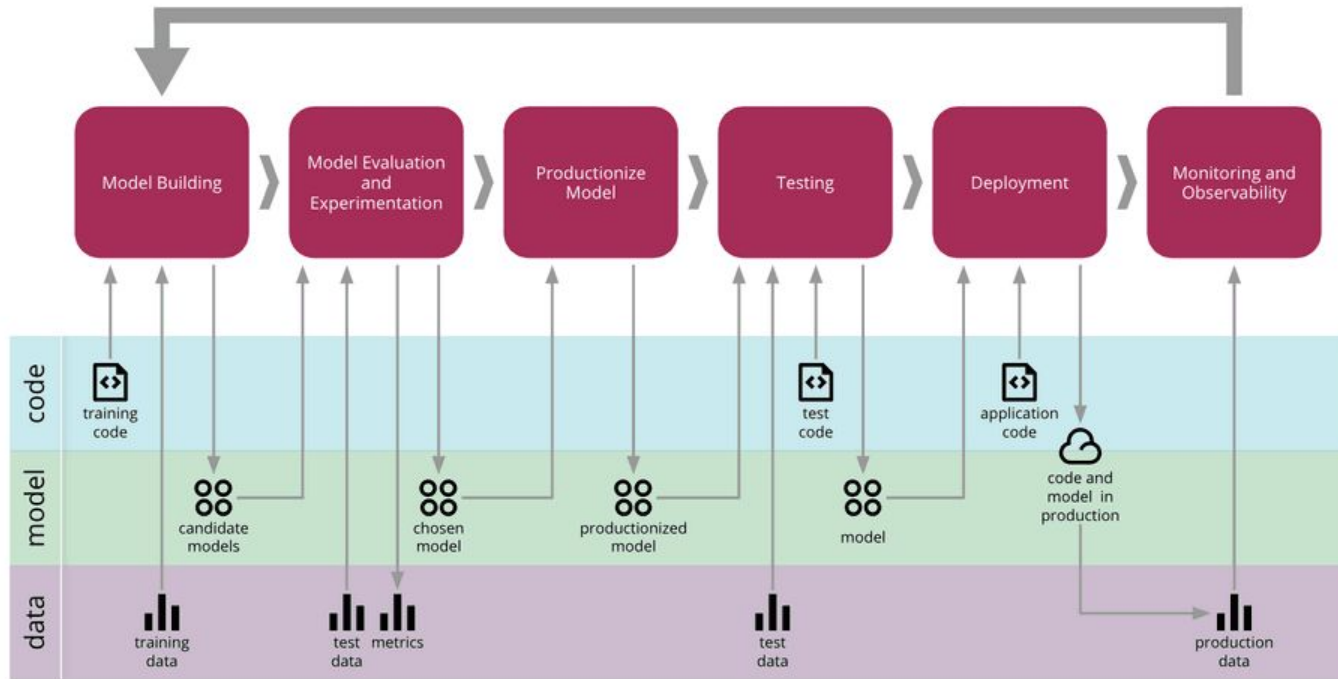 Model Building
Model Evaluation
and
Experimentation
Productionize
Model
Testing
Deployment
Monitoring and
Observability
code
training
code
test
code
application
code
model
candidate
models
chosen
model
productionized
model
model
code and
model in
production
data
training
data
test
data
metrics
test
data
production
data